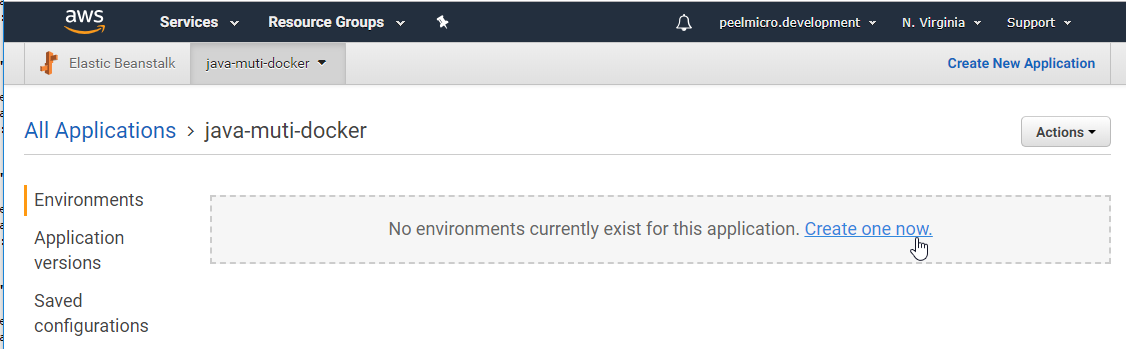 aws Services Resource Groups peelmicro.development N. Virginia Support
Elastic Beanstalk java-muti-docker Create New Application
All Applications > java-muti-docker Actions
Environments
No environments currently exist for this application. Create one now.
Application
versions
Saved
configurations